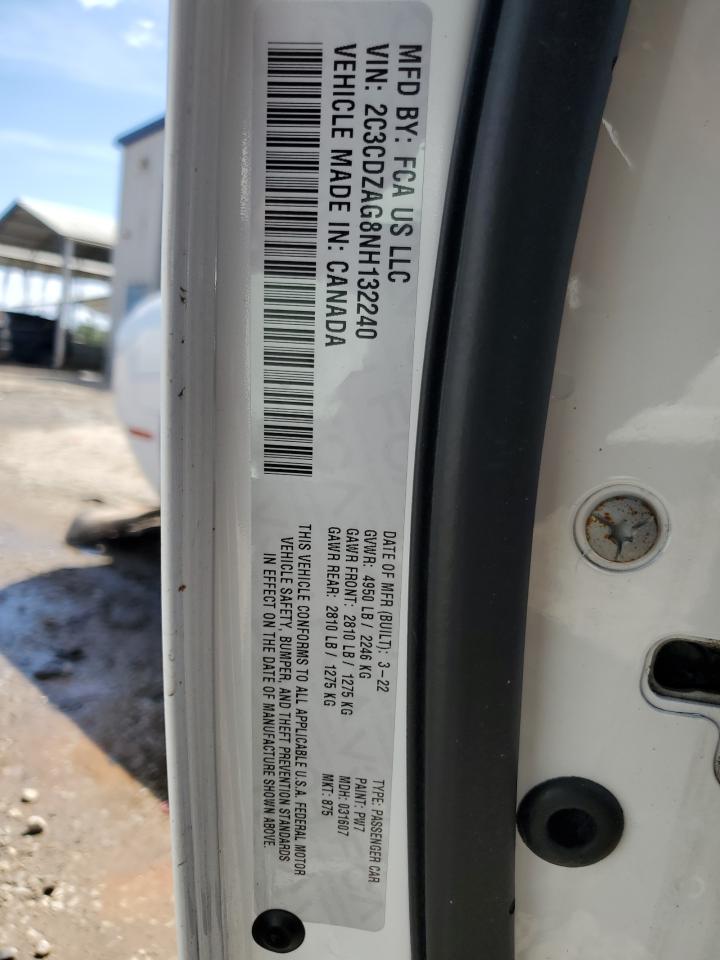 MFD BY: FCA US LLC
VIN: 2C3CDZAG8NH132240
VEHICLE MADE IN: CANADA
DATE OF MFR (BUILT): 3-22
GVWR: 4950 LB / 2246 KG
GAWR FRONT: 2810 LB / 1275 KG
GAWR REAR: 2810 LB / 1275 KG
THIS VEHICLE CONFORMS TO ALL APPLICABLE U.S.A. FEDERAL MOTOR
VEHICLE SAFETY, BUMPER, AND THEFT PREVENTION STANDARDS
IN EFFECT ON THE DATE OF MANUFACTURE SHOWN ABOVE.
TYPE: PASSENGER CAR
PAINT: PW7
MDH: 031607
MKT: 875